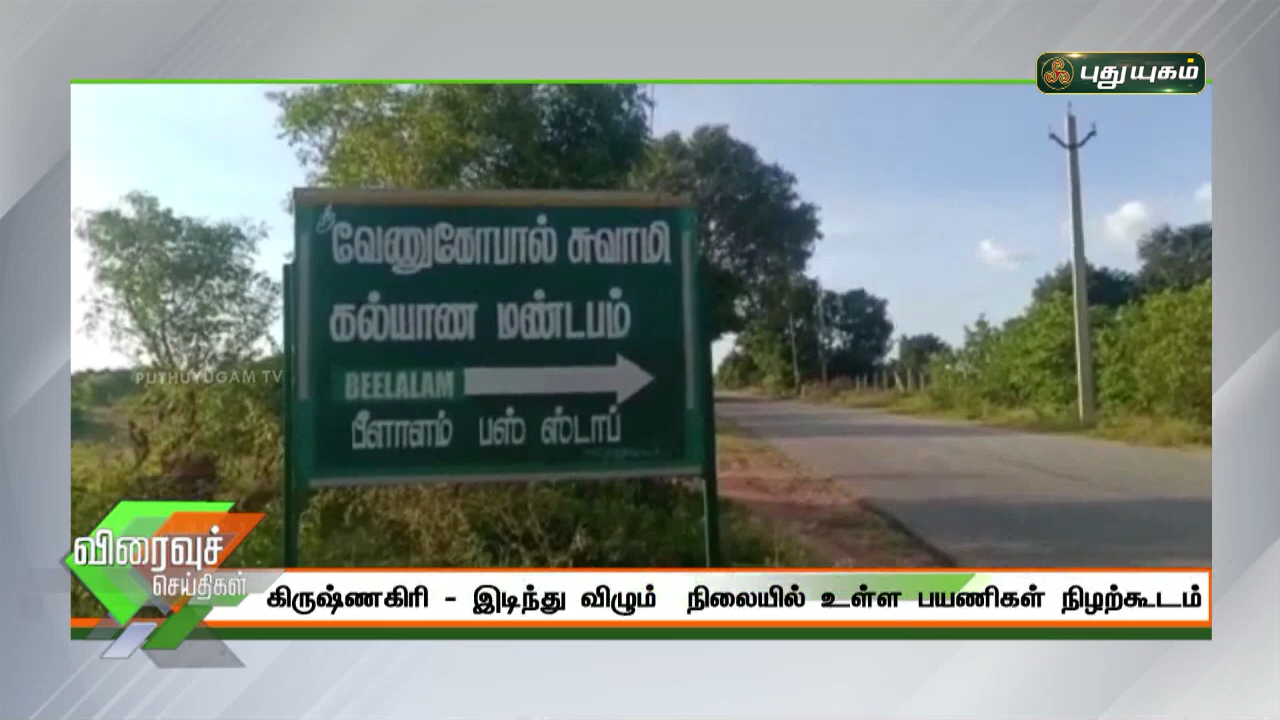 புதுயுகம்
ஸ்ரீ
வேணுகோபால் சுவாமி
கல்யாண மண்டபம்
BEELALAM
பீளாளம் பஸ் ஸ்டாப்
PUTHUYUGAM TV
விரைவுச்
செய்திகள்
கிருஷ்ணகிரி - இடிந்து விழும் நிலையில் உள்ள பயணிகள் நிழற்கூடம்